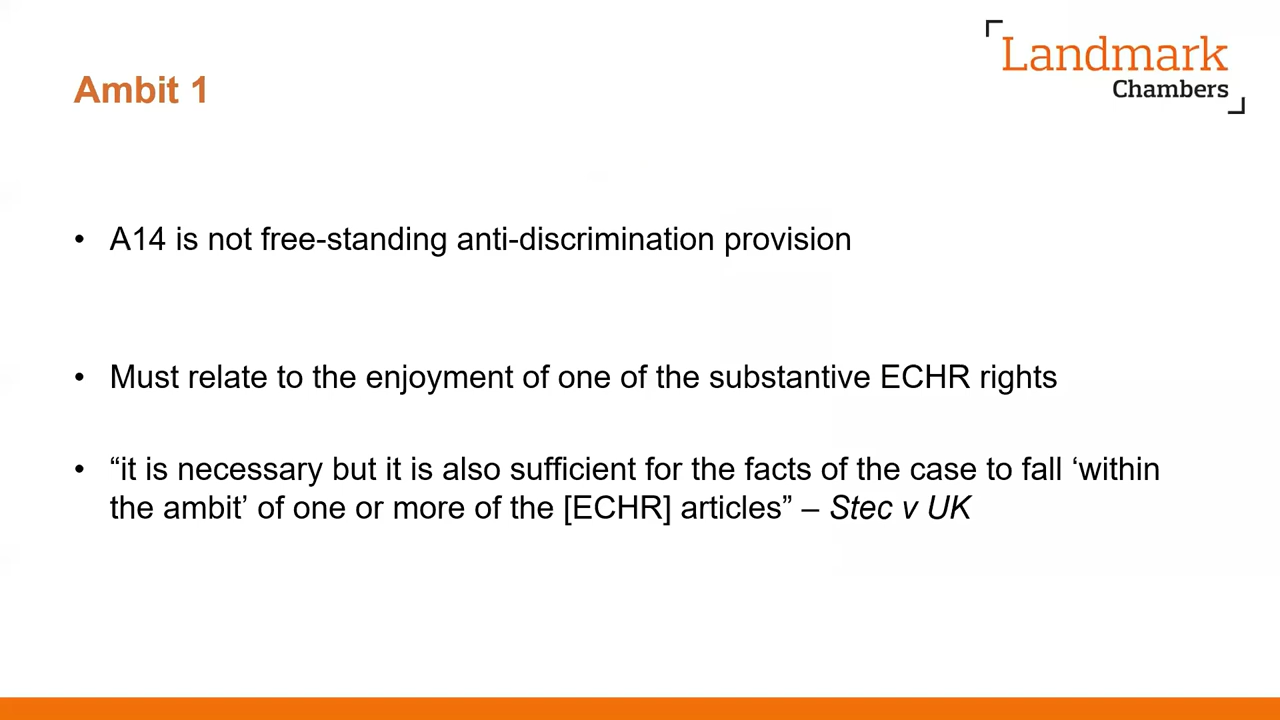 Landmark
Chambers
Ambit 1
• A14 is not free-standing anti-discrimination provision
• Must relate to the enjoyment of one of the substantive ECHR rights
• “it is necessary but it is also sufficient for the facts of the case to fall ‘within
the ambit’ of one or more of the [ECHR] articles” – Stec v UK